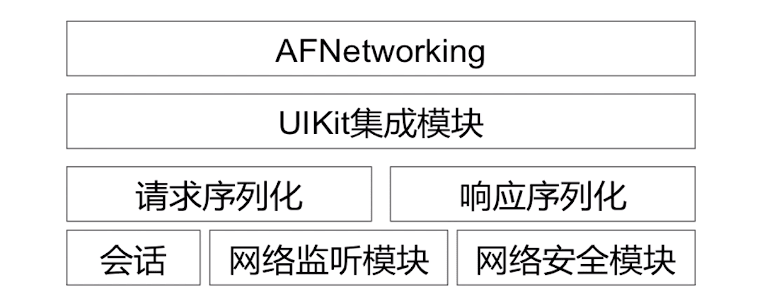 AFNetworking
UIKit集成模块
请求序列化
响应序列化
会话
网络监听模块
网络安全模块